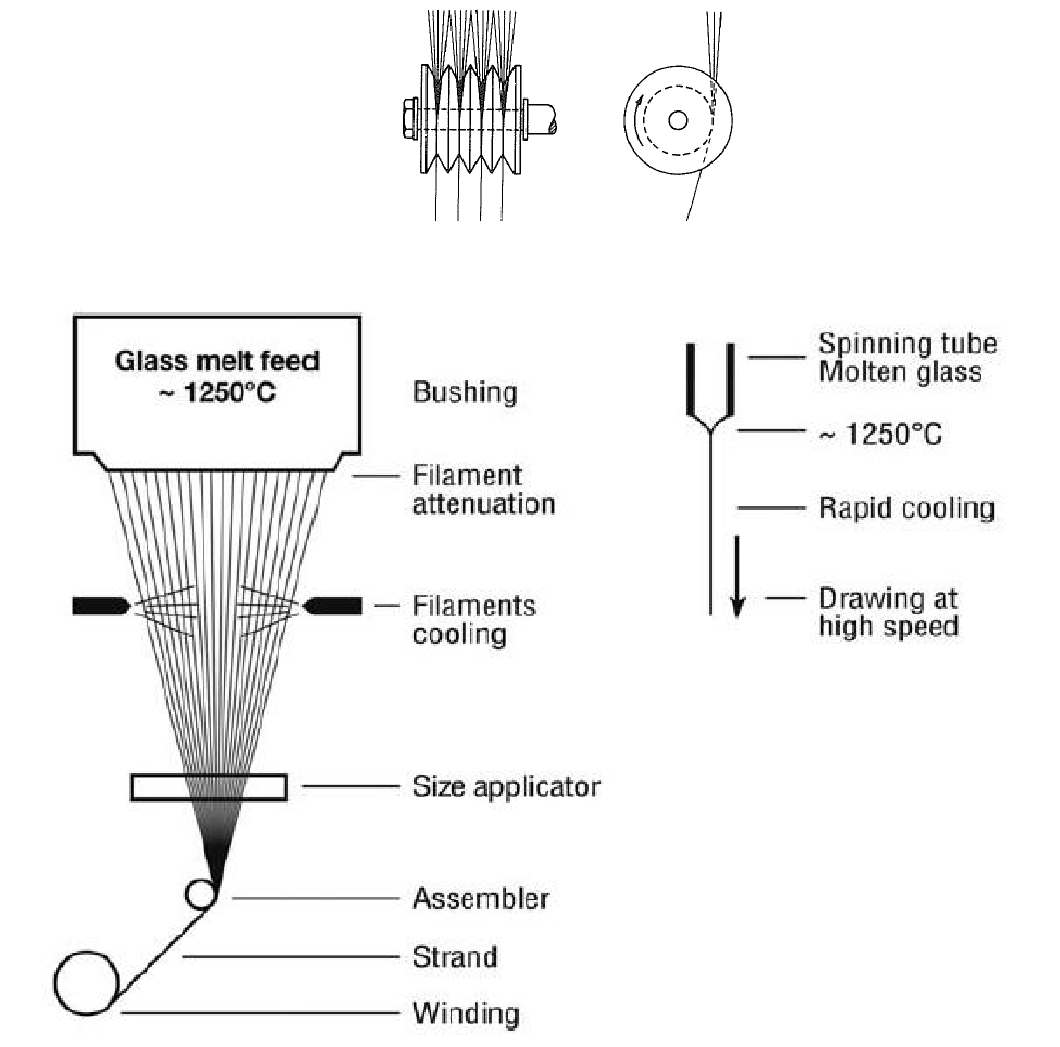 Glass melt feed
~ 1250°C
Bushing
Filament
attenuation
Filaments
cooling
Size applicator
Assembler
Strand
Winding
Spinning tube
Molten glass
~ 1250°C
Rapid cooling
Drawing at
high speed